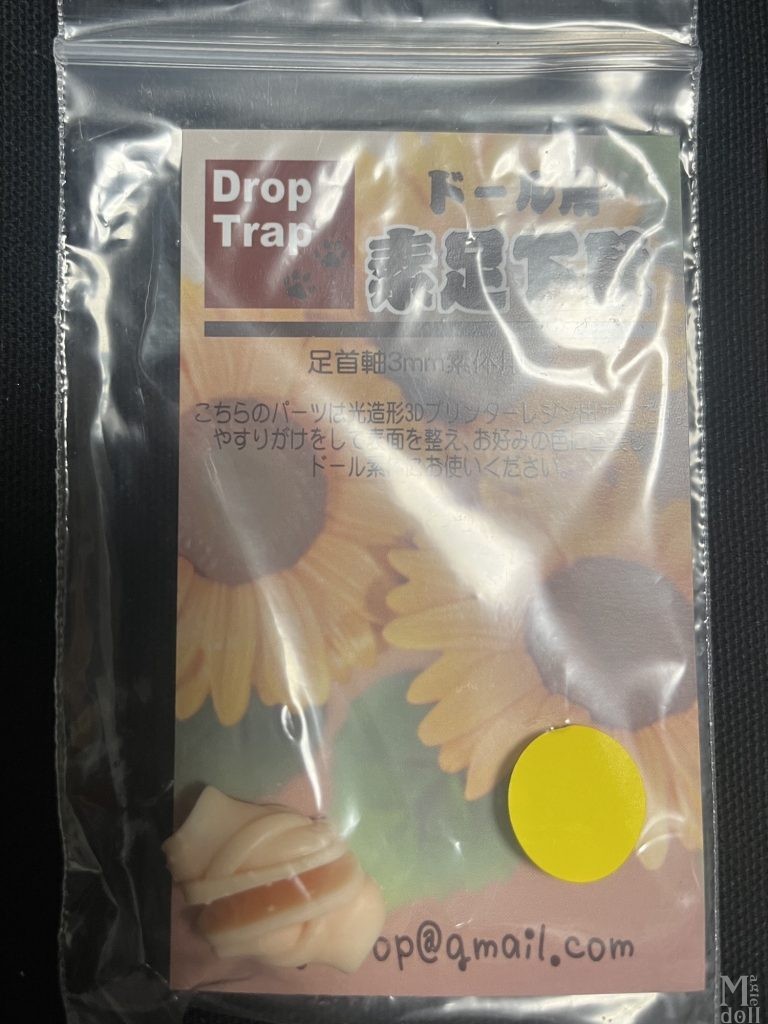 Drop
Trap
ドール用
素足下駄
足首軸3mm素体
こちらのパーツは光造形3Dプリンターレジン
やすりがけをして表面を整え、お好みの色に
ドール素体にお使いください。
op@gmail.com
Magie
doll